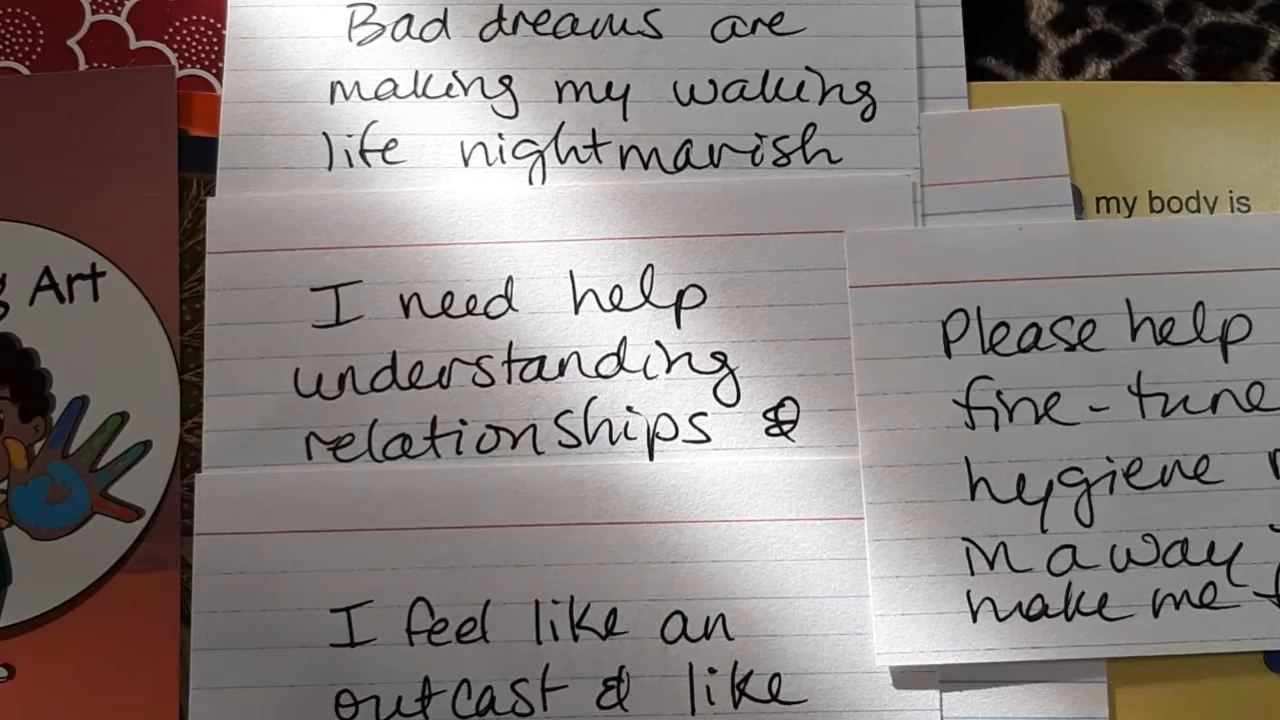 Bad dreams are
making my waking
life nightmarish
my body is
I need help
understanding
relationships &
Please help
fine-tune
hygiene
in a way
make me
Art
I feel like an
outcast & like